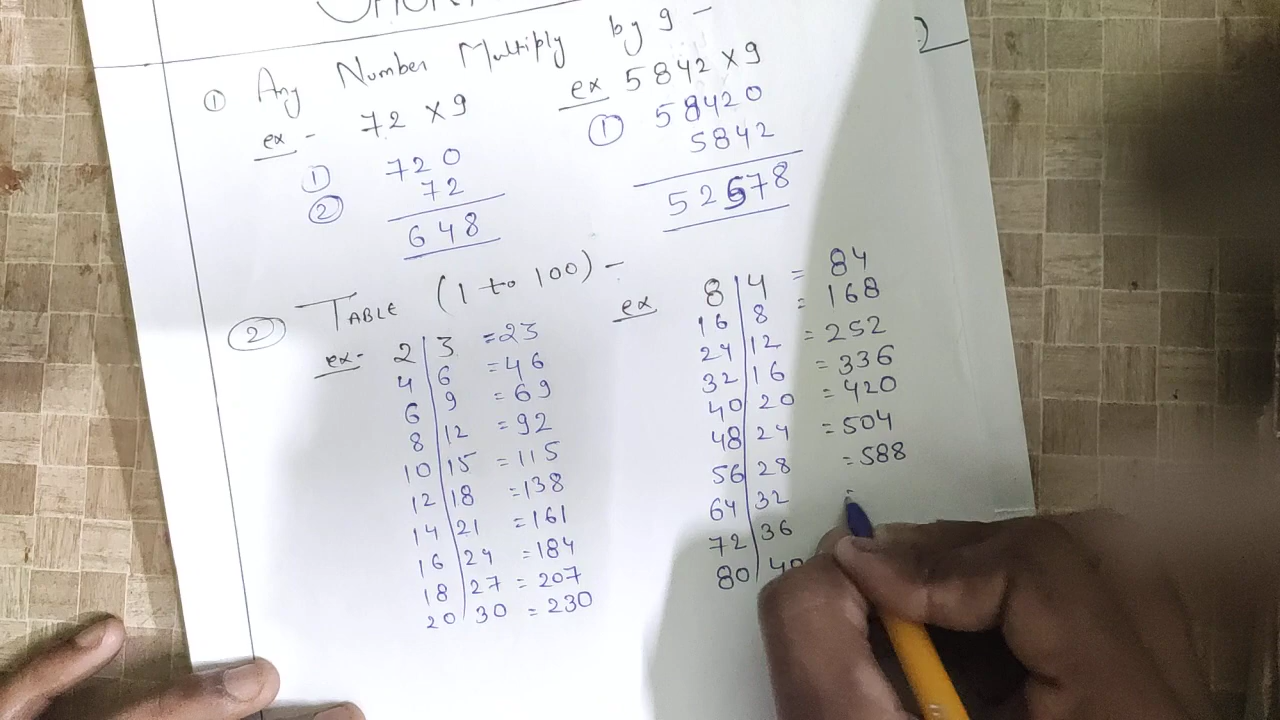 ① Any Number Multiply by 9 -
ex - 72 × 9
① 720
② 72
648
ex 5842 × 9
① 58420
5842
52578
② TABLE (1 to 100) -
ex- 2 | 3 = 23
4 | 6 = 46
6 | 9 = 69
8 | 12 = 92
10 | 15 = 115
12 | 18 = 138
14 | 21 = 161
16 | 24 = 184
18 | 27 = 207
20 | 30 = 230
ex 8 | 4 = 84
16 | 8 = 168
24 | 12 = 252
32 | 16 = 336
40 | 20 = 420
48 | 24 = 504
56 | 28 = 588
64 | 32 =
72 | 36
80 | 40